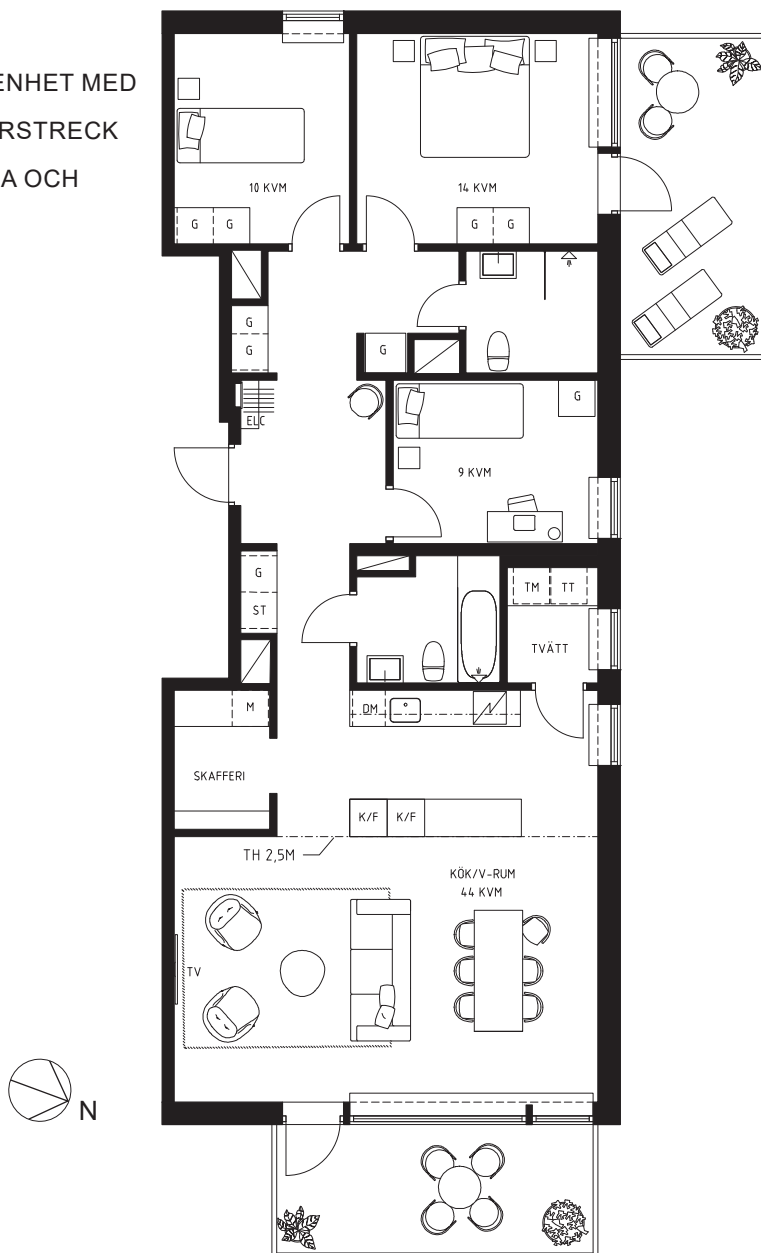 ENHET MED
RSTRECK
A OCH
10 KVM
14 KVM
G G
G G
G
G
G
G
ELC
9 KVM
G
ST
TM TT
TVÄTT
M
DM
SKAFFERI
K/F K/F
TH 2,5M
KÖK/V-RUM
44 KVM
TV
N